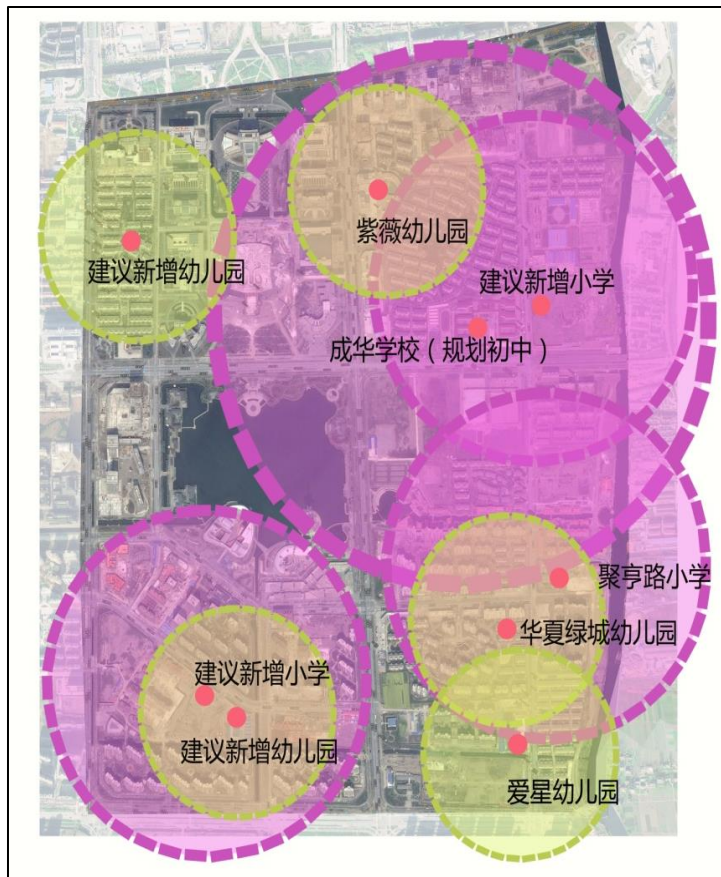 紫薇幼儿园
建议新增幼儿园
建议新增小学
成华学校（规划初中）
聚亨路小学
华夏绿城幼儿园
建议新增小学
建议新增幼儿园
爱星幼儿园